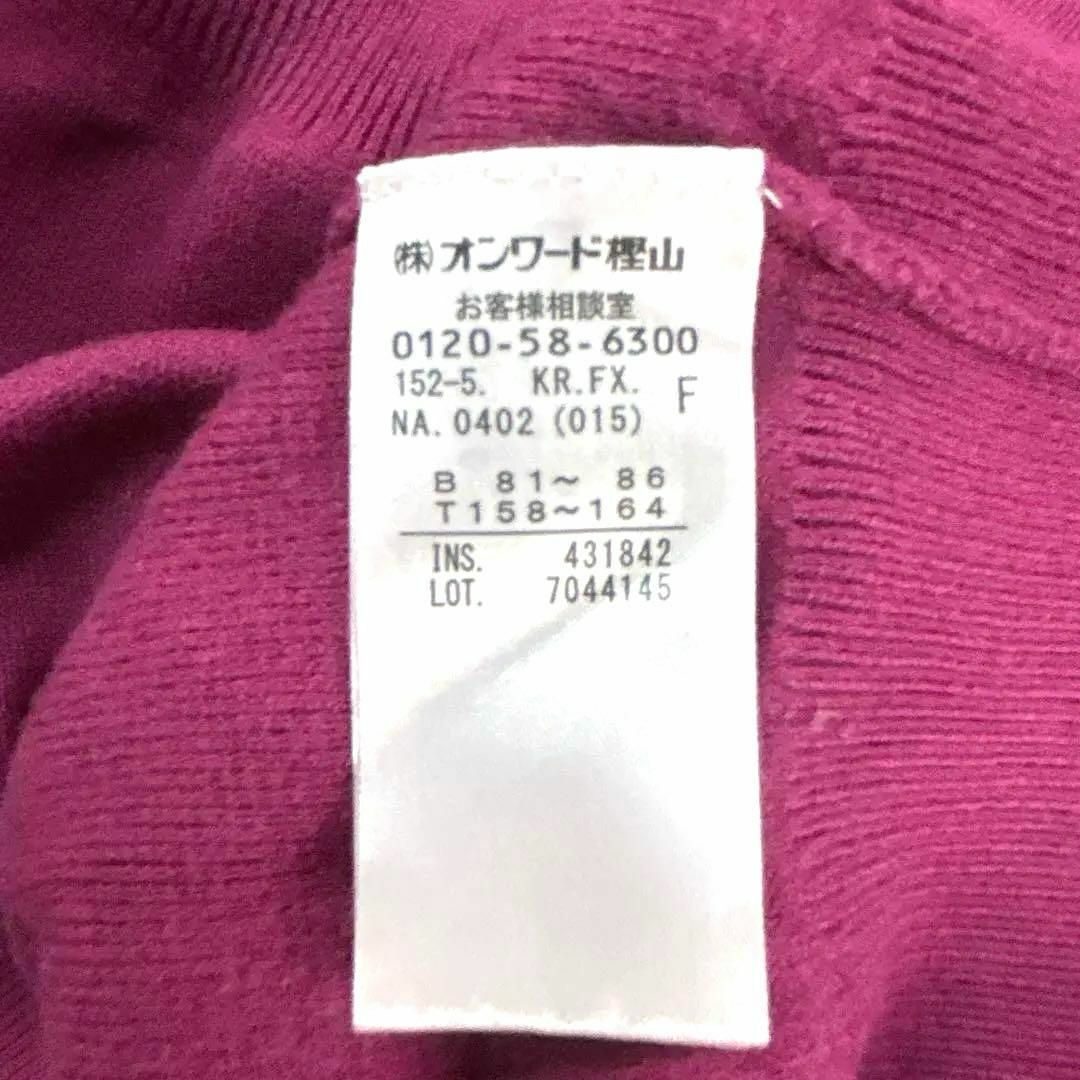 (株)オンワード樫山
お客様相談室
0120-58-6300
152-5. KR.FX. F
NA.0402 (015)
B 81~ 86
T158~164
INS. 431842
LOT. 7044145